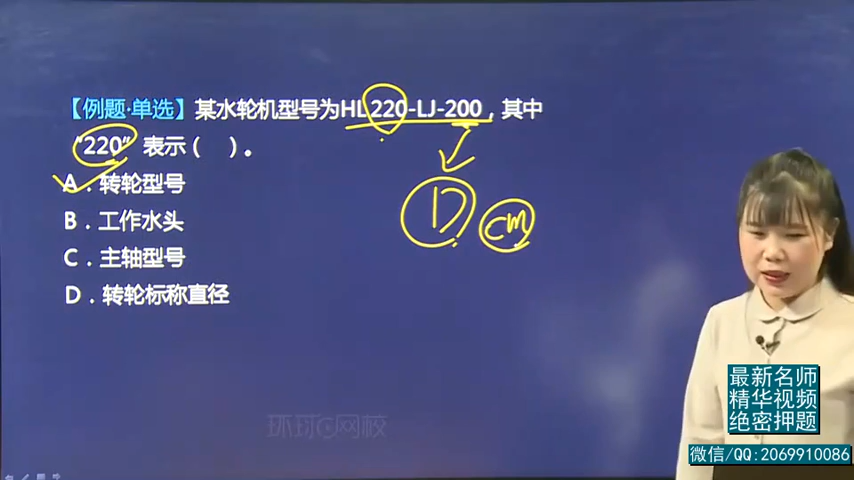 【例题·单选】某水轮机型号为HL220-LJ-200，其中
“220”表示（ ）。
A．转轮型号
B．工作水头
C．主轴型号
D．转轮标称直径
D
cm
环球网校
最新名师
精华视频
绝密押题
微信/QQ:2069910086